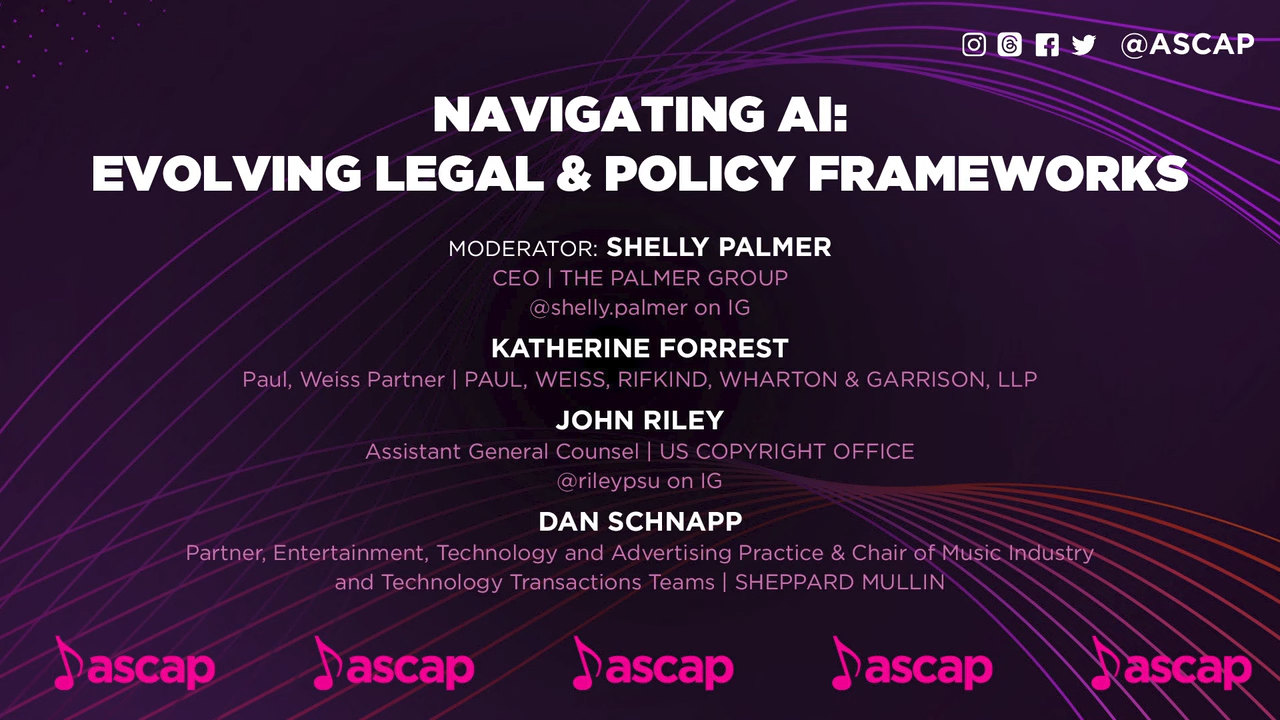 @ASCAP
NAVIGATING AI:
EVOLVING LEGAL & POLICY FRAMEWORKS
MODERATOR: SHELLY PALMER
CEO | THE PALMER GROUP
@shelly.palmer on IG
KATHERINE FORREST
Paul, Weiss Partner | PAUL, WEISS, RIFKIND, WHARTON & GARRISON, LLP
JOHN RILEY
Assistant General Counsel | US COPYRIGHT OFFICE
@rileypsu on IG
DAN SCHNAPP
Partner, Entertainment, Technology and Advertising Practice & Chair of Music Industry
and Technology Transactions Teams | SHEPPARD MULLIN
ascap ascap ascap ascap ascap